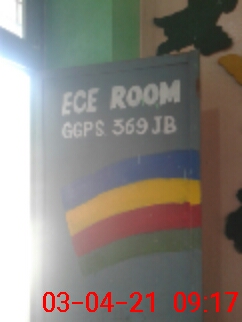 ECE ROOM
GGPS. 369 JB
03-04-21 09:17